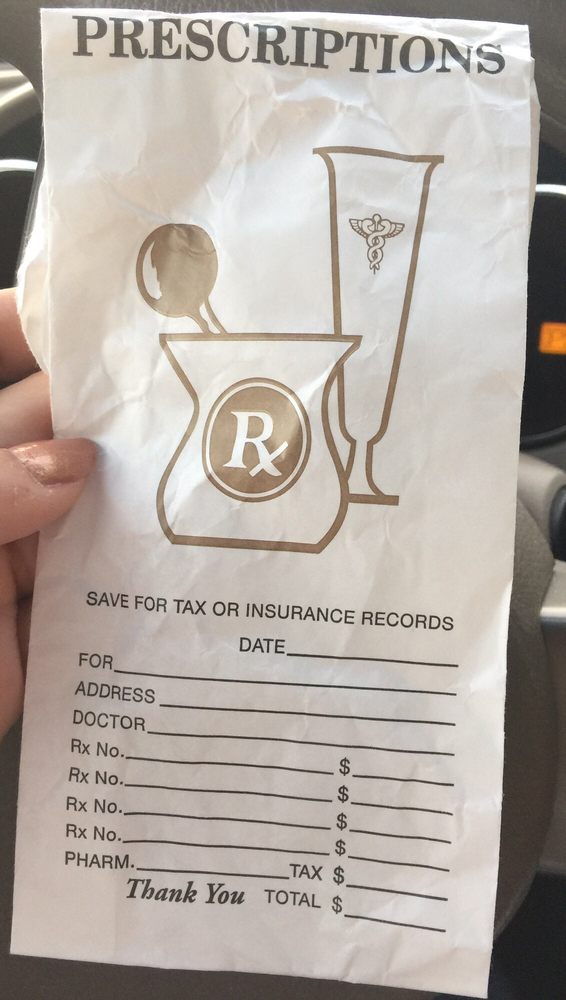 PRESCRIPTIONS
Rx
SAVE FOR TAX OR INSURANCE RECORDS
DATE
FOR
ADDRESS
DOCTOR
Rx No. $
Rx No. $
Rx No. $
Rx No. $
PHARM. TAX $
Thank You TOTAL $